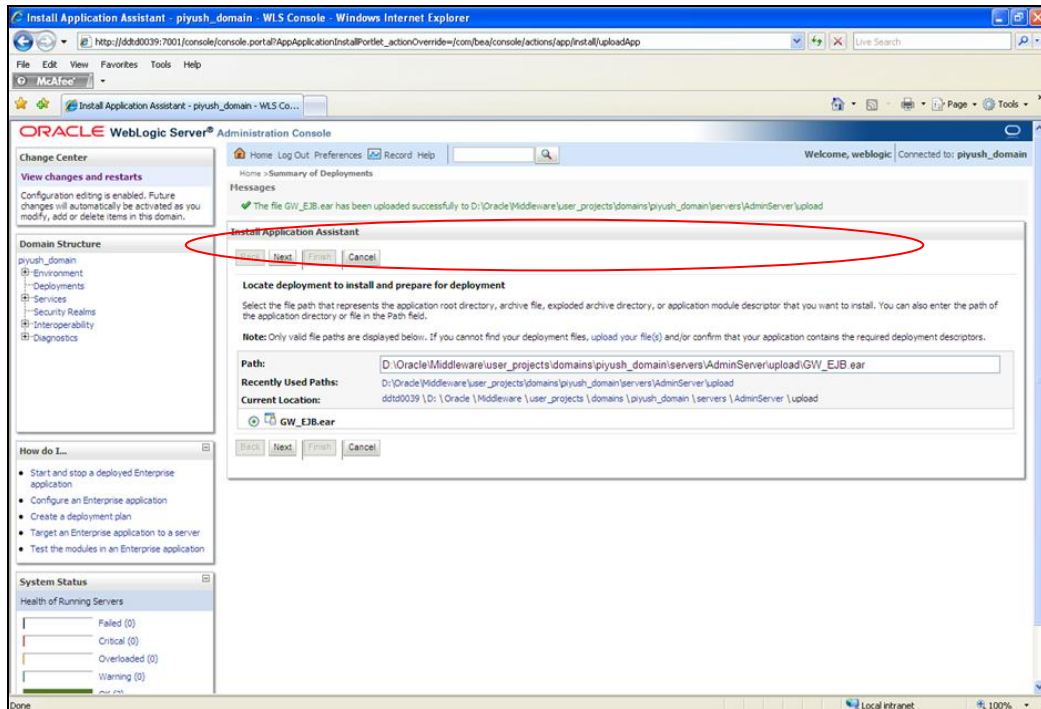 Install Application Assistant - piyush_domain - WLS Console - Windows Internet Explorer
http://ddtd0039:7001/console/console.portal?AppApplicationInstallPortlet_actionOverride=/com/bea/console/actions/app/install/uploadApp
Live Search
File Edit View Favorites Tools Help
McAfee
Install Application Assistant - piyush_domain - WLS Co...
Page Tools
ORACLE WebLogic Server® Administration Console
Change Center
View changes and restarts
Configuration editing is enabled. Future
changes will automatically be activated as you
modify, add or delete items in this domain.
Domain Structure
piyush_domain
Environment
Deployments
Services
Security Realms
Interoperability
Diagnostics
How do I...
Start and stop a deployed Enterprise
application
Configure an Enterprise application
Create a deployment plan
Target an Enterprise application to a server
Test the modules in an Enterprise application
System Status
Health of Running Servers
Failed (0)
Critical (0)
Overloaded (0)
Warning (0)
Home Log Out Preferences Record Help
Welcome, weblogic Connected to: piyush_domain
Home >Summary of Deployments
Messages
The file GW_EJB.ear has been uploaded successfully to D:\Oracle\Middleware\user_projects\domains\piyush_domain\servers\AdminServer\upload
Install Application Assistant
Back Next Finish Cancel
Locate deployment to install and prepare for deployment
Select the file path that represents the application root directory, archive file, exploded archive directory, or application module descriptor that you want to install. You can also enter the path of
the application directory or file in the Path field.
Note: Only valid file paths are displayed below. If you cannot find your deployment files, upload your file(s) and/or confirm that your application contains the required deployment descriptors.
Path: D:\Oracle\Middleware\user_projects\domains\piyush_domain\servers\AdminServer\upload\GW_EJB.ear
Recently Used Paths: D:\Oracle\Middleware\user_projects\domains\piyush_domain\servers\AdminServer\upload
Current Location: ddtd0039 \ D: \ Oracle \ Middleware \ user_projects \ domains \ piyush_domain \ servers \ AdminServer \ upload
GW_EJB.ear
Back Next Finish Cancel
Done
Local intranet
100%